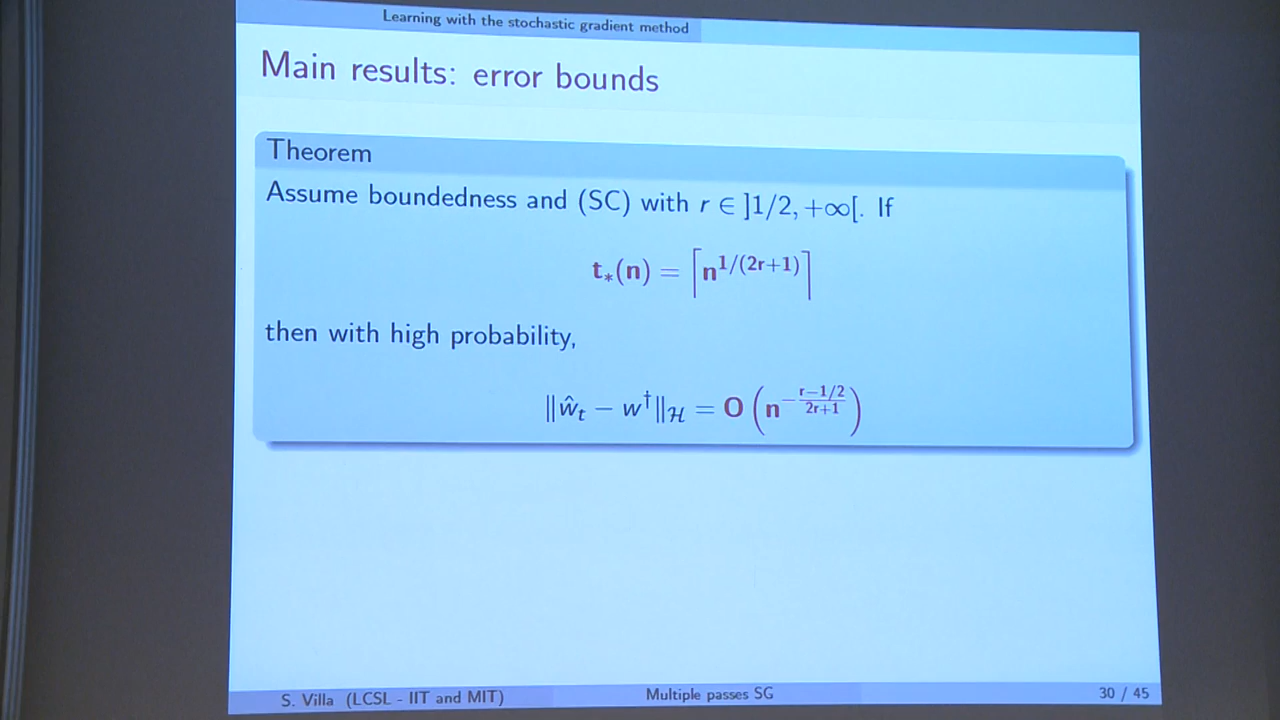 Learning with the stochastic gradient method
Main results: error bounds
Theorem
Assume boundedness and (SC) with r ∈ ]1/2, +∞[. If
t∗(n) = ⌈n^{1/(2r+1)}⌉
then with high probability,
‖ŵ_t − w^†‖_ℋ = O(n^{−\frac{r−1/2}{2r+1}})
S. Villa (LCSL - IIT and MIT)
Multiple passes SG
30 / 45